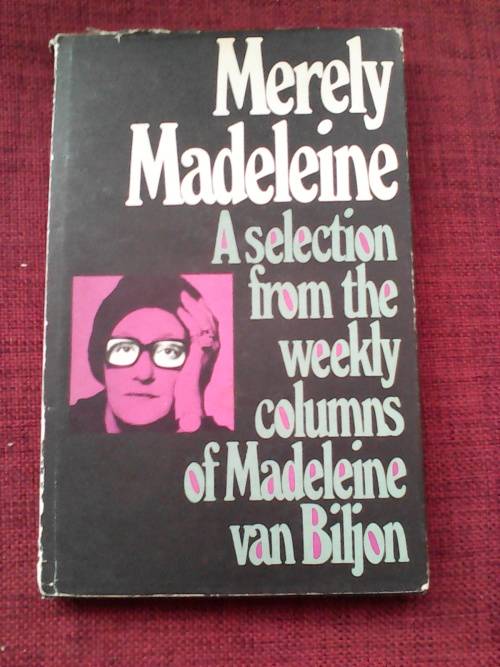 Merely
Madeleine
A selection
from the
weekly
columns
of Madeleine
van Biljon